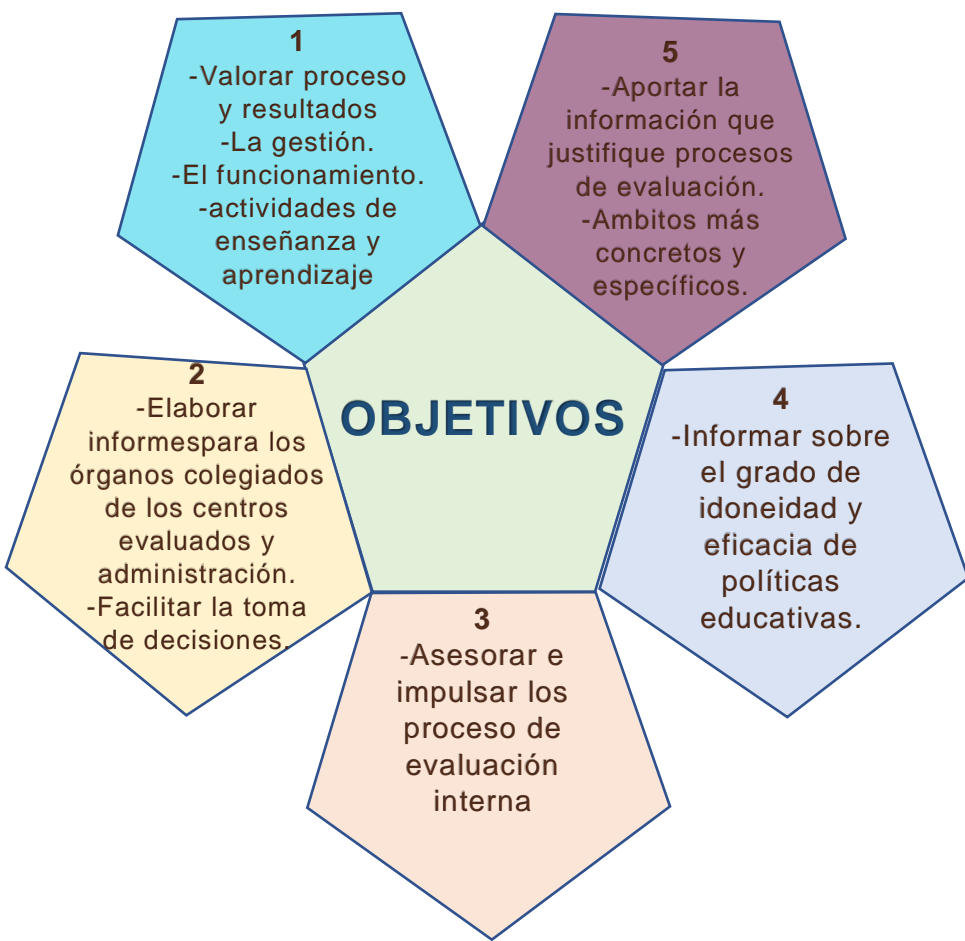 1
-Valorar proceso
y resultados
-La gestión.
-El funcionamiento.
-actividades de
enseñanza y
aprendizaje
5
-Aportar la
información que
justifique procesos
de evaluación.
-Ambitos más
concretos y
específicos.
OBJETIVOS
2
-Elaborar
informespara los
órganos colegiados
de los centros
evaluados y
administración.
-Facilitar la toma
de decisiones.
4
-Informar sobre
el grado de
idoneidad y
eficacia de
políticas
educativas.
3
-Asesorar e
impulsar los
proceso de
evaluación
interna